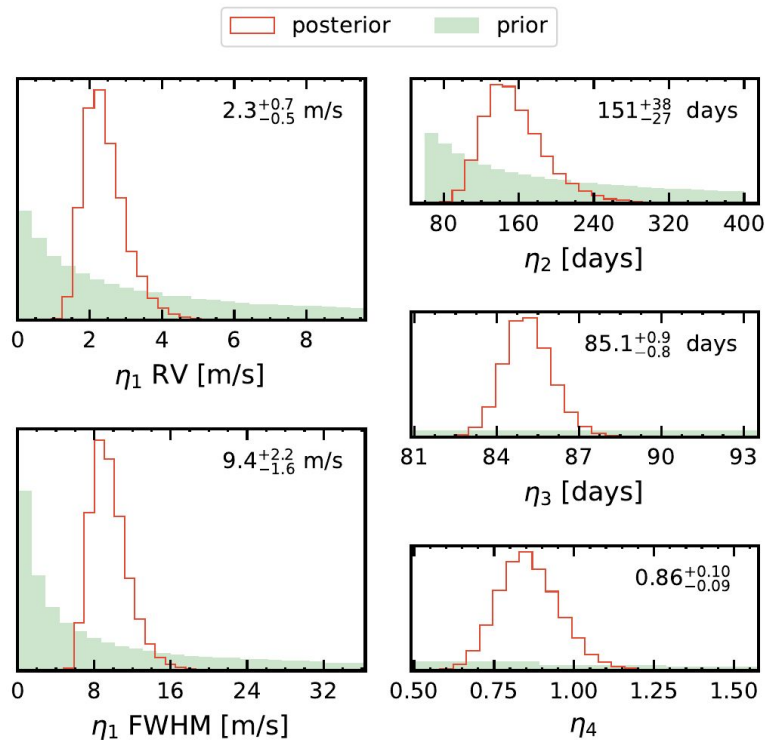 posterior prior
2.3+0.7−0.5 m/s
0 2 4 6 8
η1 RV [m/s]
9.4+2.2−1.6 m/s
0 8 16 24 32
η1 FWHM [m/s]
151+38−27 days
80 160 240 320 400
η2 [days]
85.1+0.9−0.8 days
81 84 87 90 93
η3 [days]
0.86+0.10−0.09
0.50 0.75 1.00 1.25 1.50
η4